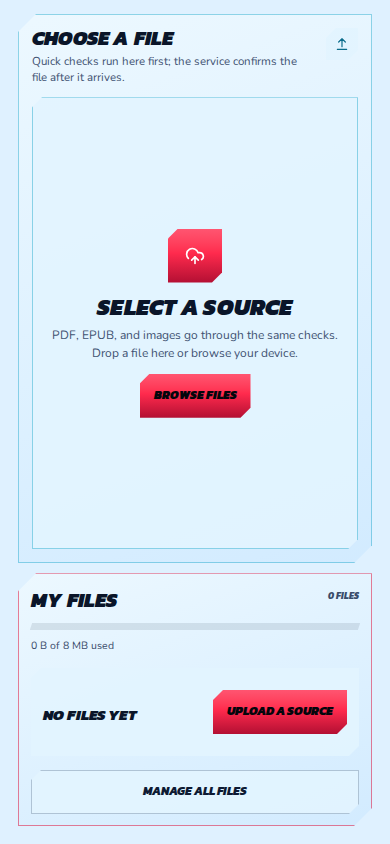 CHOOSE A FILE
Quick checks run here first; the service confirms the
file after it arrives.
SELECT A SOURCE
PDF, EPUB, and images go through the same checks.
Drop a file here or browse your device.
BROWSE FILES
MY FILES
0 FILES
0 B of 8 MB used
NO FILES YET
UPLOAD A SOURCE
MANAGE ALL FILES